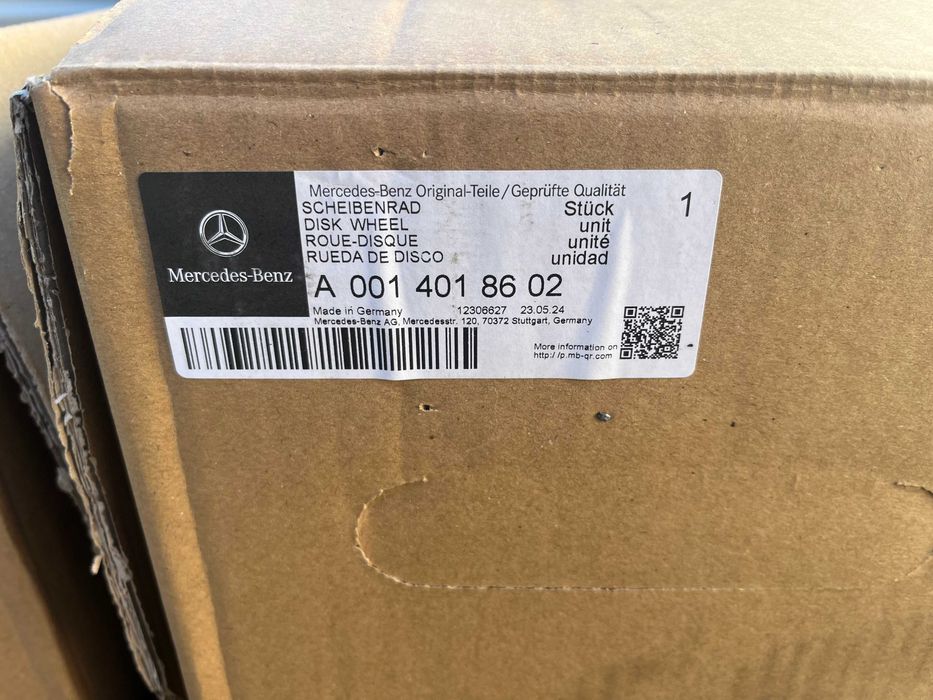 Mercedes-Benz
Mercedes-Benz Original-Teile/Geprüfte Qualität
SCHEIBENRAD Stück 1
DISK WHEEL unit
ROUE-DISQUE unité
RUEDA DE DISCO unidad
A 001 401 86 02
Made in Germany 12306627 23.05.24
Mercedes-Benz AG, Mercedesstr. 120, 70372 Stuttgart, Germany
More information on
http://p.mb-qr.com